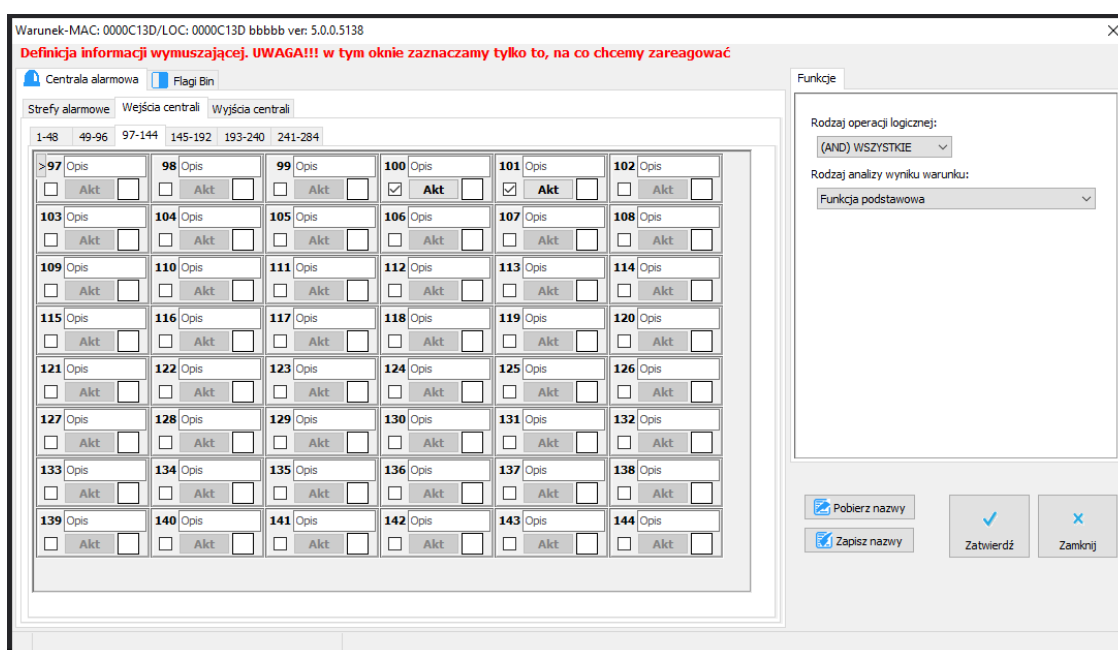 Warunek-MAC: 0000C13D/LOC: 0000C13D bbbbb ver: 5.0.0.5138
Definicja informacji wymuszającej. UWAGA!!! w tym oknie zaznaczamy tylko to, na co chcemy zareagować
Centrala alarmowa Flagi Bin
Strefy alarmowe Wejścia centrali Wyjścia centrali
1-48 49-96 97-144 145-192 193-240 241-284
>97 Opis 98 Opis 99 Opis 100 Opis 101 Opis 102 Opis
Akt Akt Akt Akt Akt Akt
103 Opis 104 Opis 105 Opis 106 Opis 107 Opis 108 Opis
Akt Akt Akt Akt Akt Akt
109 Opis 110 Opis 111 Opis 112 Opis 113 Opis 114 Opis
Akt Akt Akt Akt Akt Akt
115 Opis 116 Opis 117 Opis 118 Opis 119 Opis 120 Opis
Akt Akt Akt Akt Akt Akt
121 Opis 122 Opis 123 Opis 124 Opis 125 Opis 126 Opis
Akt Akt Akt Akt Akt Akt
127 Opis 128 Opis 129 Opis 130 Opis 131 Opis 132 Opis
Akt Akt Akt Akt Akt Akt
133 Opis 134 Opis 135 Opis 136 Opis 137 Opis 138 Opis
Akt Akt Akt Akt Akt Akt
139 Opis 140 Opis 141 Opis 142 Opis 143 Opis 144 Opis
Akt Akt Akt Akt Akt Akt
Funkcje
Rodzaj operacji logicznej:
(AND) WSZYSTKIE
Rodzaj analizy wyniku warunku:
Funkcja podstawowa
Pobierz nazwy
Zapisz nazwy
Zatwierdź
Zamknij